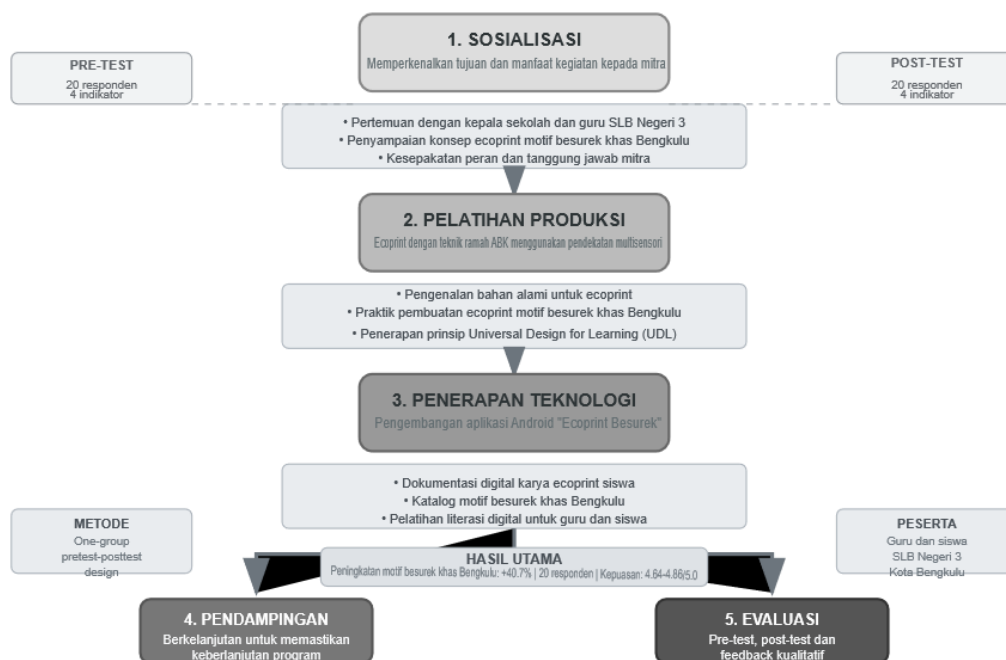 1. SOSIALISASI
Memperkenalkan tujuan dan manfaat kegiatan kepada mitra
PRE-TEST
20 responden
4 indikator
POST-TEST
20 responden
4 indikator
• Pertemuan dengan kepala sekolah dan guru SLB Negeri 3
• Penyampaian konsep ecoprint motif besurek khas Bengkulu
• Kesepakatan peran dan tanggung jawab mitra
2. PELATIHAN PRODUKSI
Ecoprint dengan teknik ramah ABK menggunakan pendekatan multisensori
• Pengenalan bahan alami untuk ecoprint
• Praktik pembuatan ecoprint motif besurek khas Bengkulu
• Penerapan prinsip Universal Design for Learning (UDL)
3. PENERAPAN TEKNOLOGI
Pengembangan aplikasi Android "Ecoprint Besurek"
• Dokumentasi digital karya ecoprint siswa
• Katalog motif besurek khas Bengkulu
• Pelatihan literasi digital untuk guru dan siswa
METODE
One-group
pretest-posttest
design
PESERTA
Guru dan siswa
SLB Negeri 3
Kota Bengkulu
HASIL UTAMA
Peningkatan motif besurek khas Bengkulu: +40.7% | 20 responden | Kepuasan: 4.64-4.86/5.0
4. PENDAMPINGAN
Berkelanjutan untuk memastikan
keberlanjutan program
5. EVALUASI
Pre-test, post-test dan
feedback kualitatif